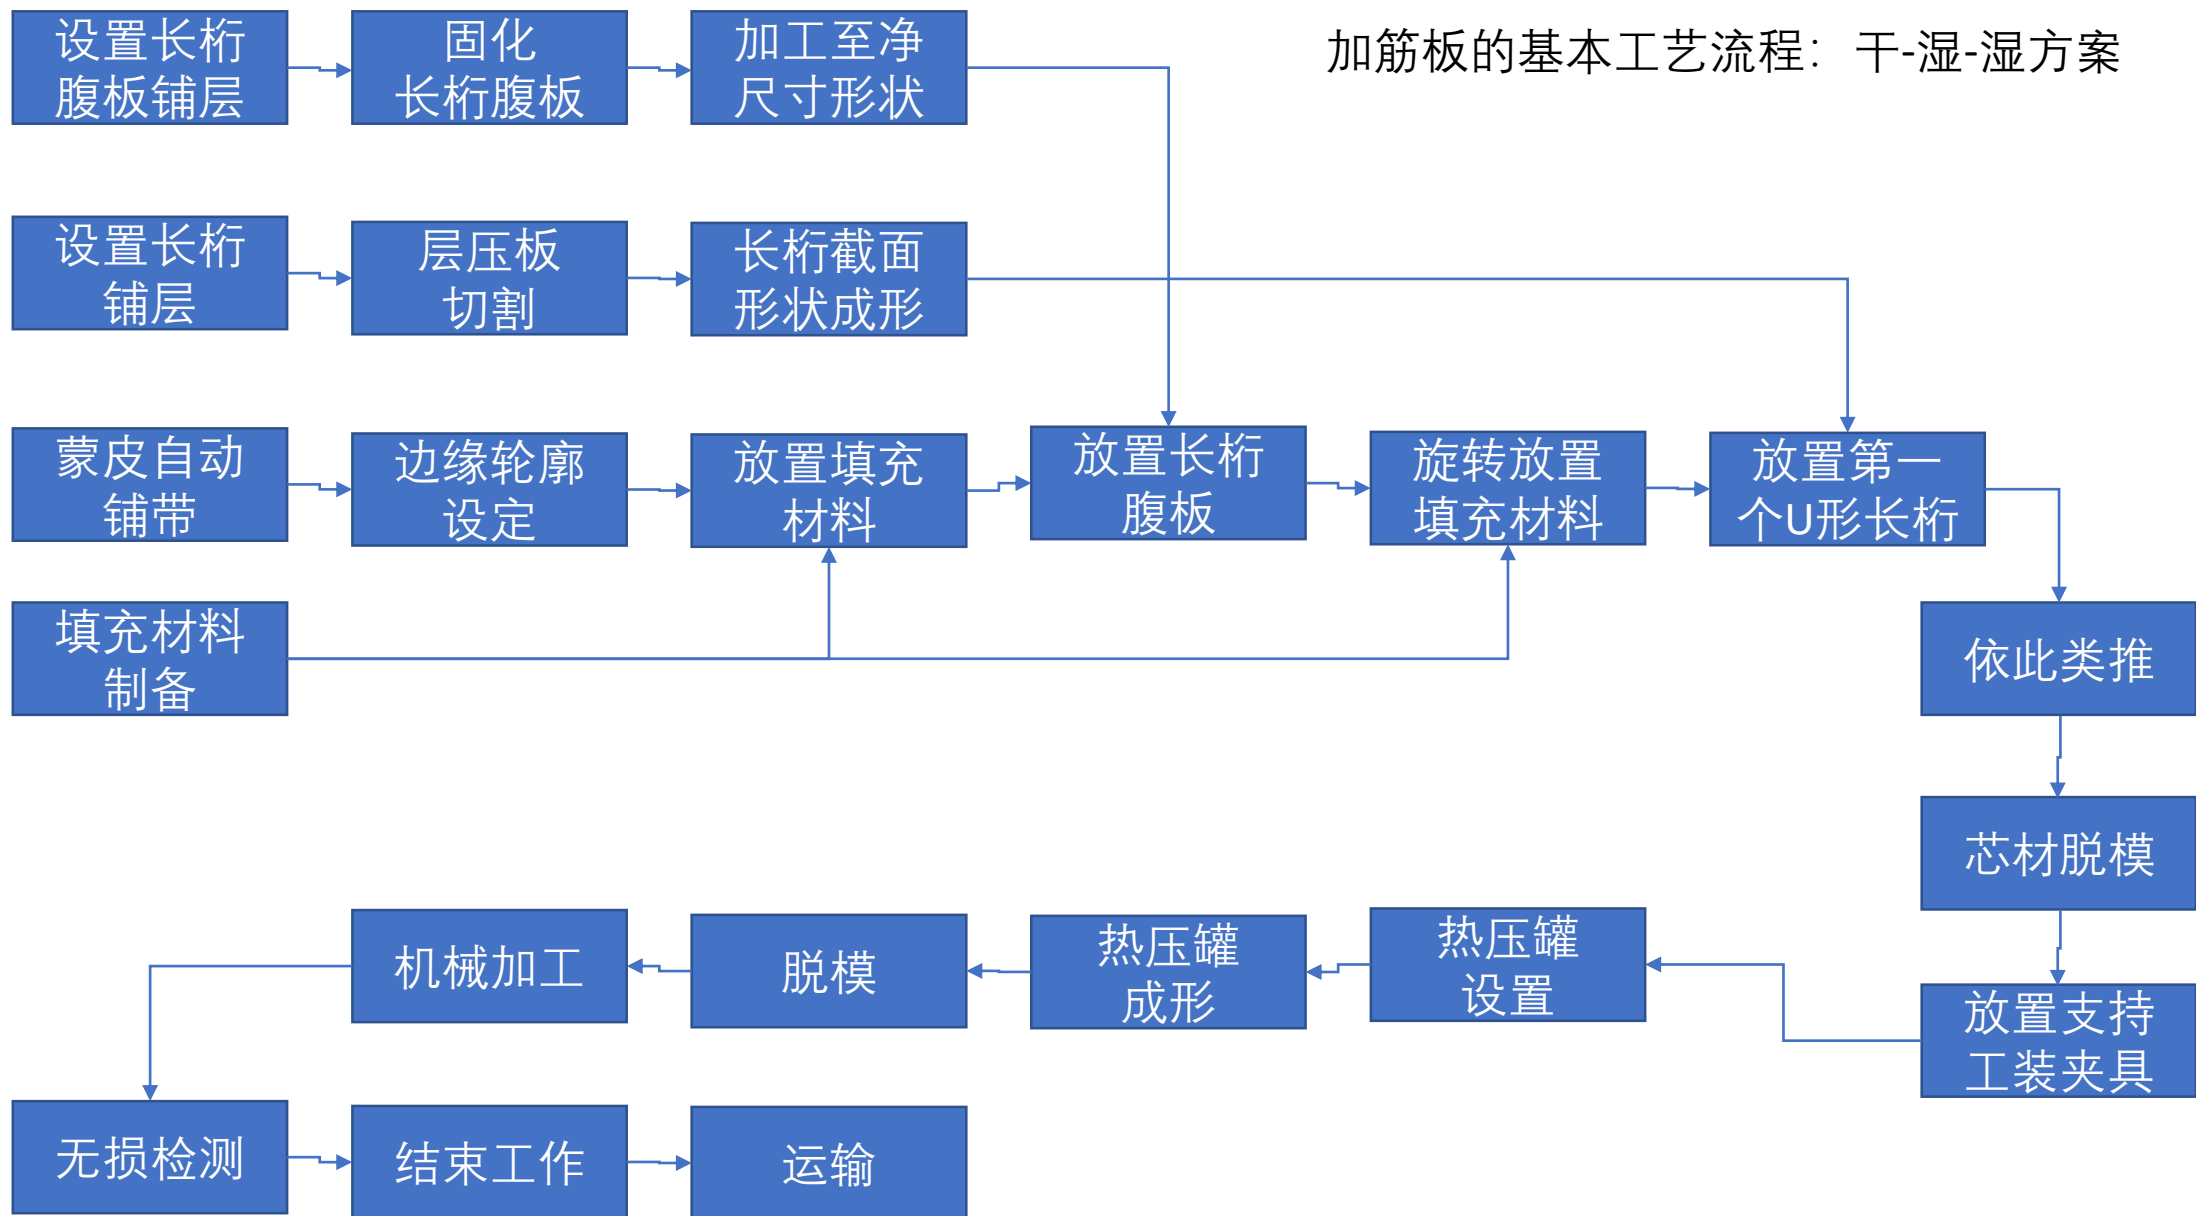 加筋板的基本工艺流程：干-湿-湿方案
设置长桁
腹板铺层
固化
长桁腹板
加工至净
尺寸形状
设置长桁
铺层
层压板
切割
长桁截面
形状成形
蒙皮自动
铺带
边缘轮廓
设定
放置填充
材料
放置长桁
腹板
旋转放置
填充材料
放置第一
个U形长桁
填充材料
制备
依此类推
芯材脱模
放置支持
工装夹具
热压罐
设置
热压罐
成形
脱模
机械加工
无损检测
结束工作
运输